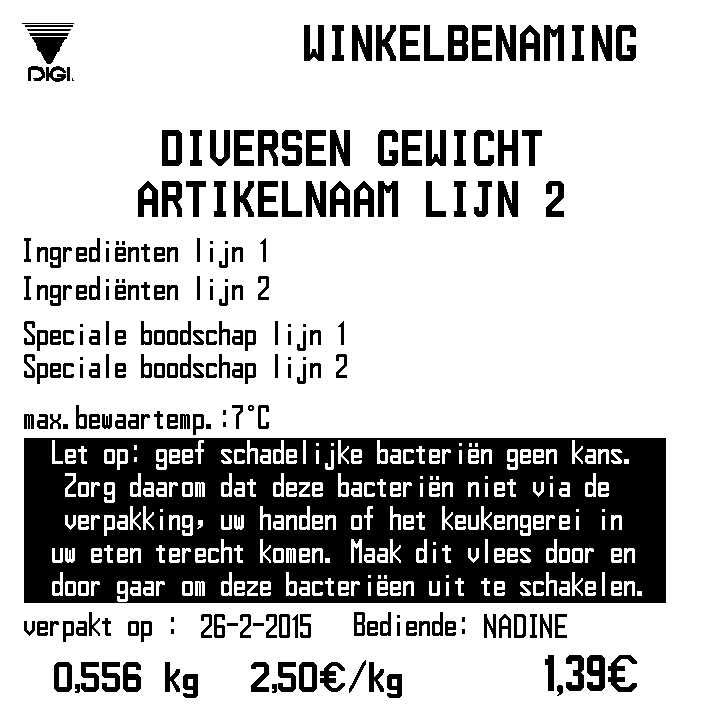 WINKELBENAMING
DIGI.
DIVERSEN GEWICHT
ARTIKELNAAM LIJN 2
Ingrediënten lijn 1
Ingrediënten lijn 2
Speciale boodschap lijn 1
Speciale boodschap lijn 2
max.bewaartemp.:7°C
Let op: geef schadelijke bacteriën geen kans.
Zorg daarom dat deze bacteriën niet via de
verpakking, uw handen of het keukengerei in
uw eten terecht komen. Maak dit vlees door en
door gaar om deze bacteriëen uit te schakelen.
verpakt op : 26-2-2015 Bediende: NADINE
0,556 kg 2,50€/kg 1,39€